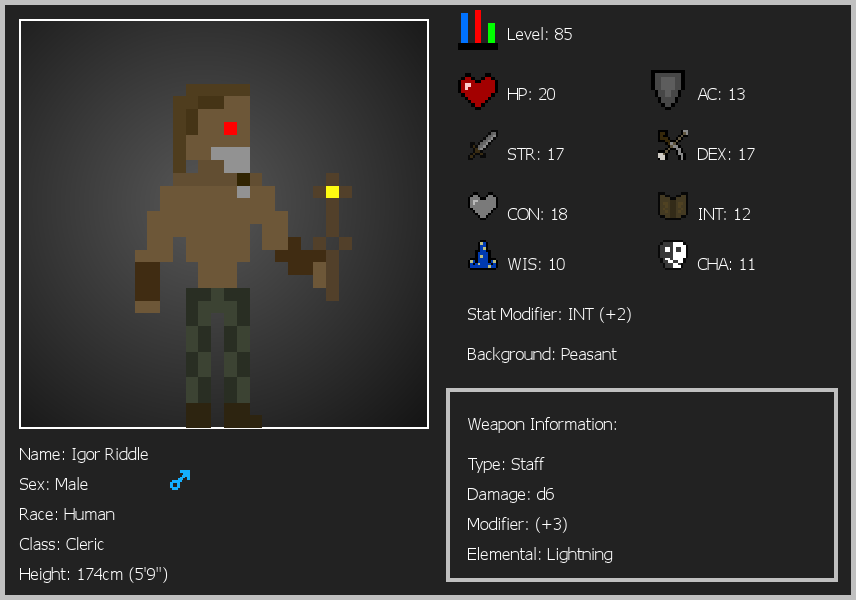 Level: 85
HP: 20
AC: 13
STR: 17
DEX: 17
CON: 18
INT: 12
WIS: 10
CHA: 11
Stat Modifier: INT (+2)
Background: Peasant
Weapon Information:
Type: Staff
Damage: d6
Modifier: (+3)
Elemental: Lightning
Name: Igor Riddle
Sex: Male
Race: Human
Class: Cleric
Height: 174cm (5'9")